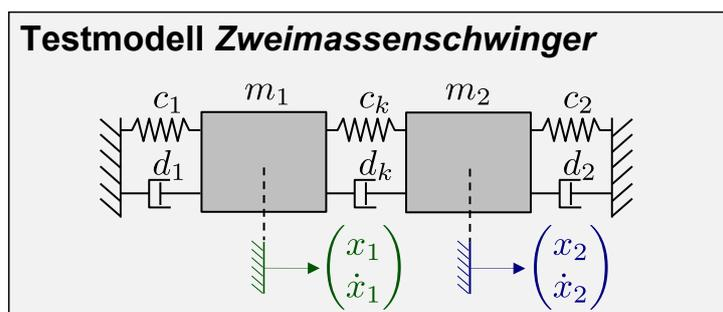 Testmodell Zweimassenschwinger
c₁ m₁ cₖ m₂ c₂
d₁ dₖ d₂
(x₁ ẋ₁) (x₂ ẋ₂)